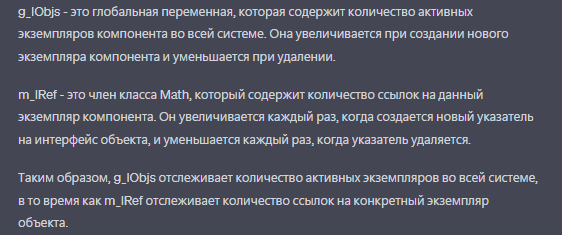 g_lObjs - это глобальная переменная, которая содержит количество активных
экземпляров компонента во всей системе. Она увеличивается при создании нового
экземпляра компонента и уменьшается при удалении.
m_lRef - это член класса Math, который содержит количество ссылок на данный
экземпляр компонента. Он увеличивается каждый раз, когда создается новый указатель
на интерфейс объекта, и уменьшается каждый раз, когда указатель удаляется.
Таким образом, g_lObjs отслеживает количество активных экземпляров во всей системе,
в то время как m_lRef отслеживает количество ссылок на конкретный экземпляр
объекта.